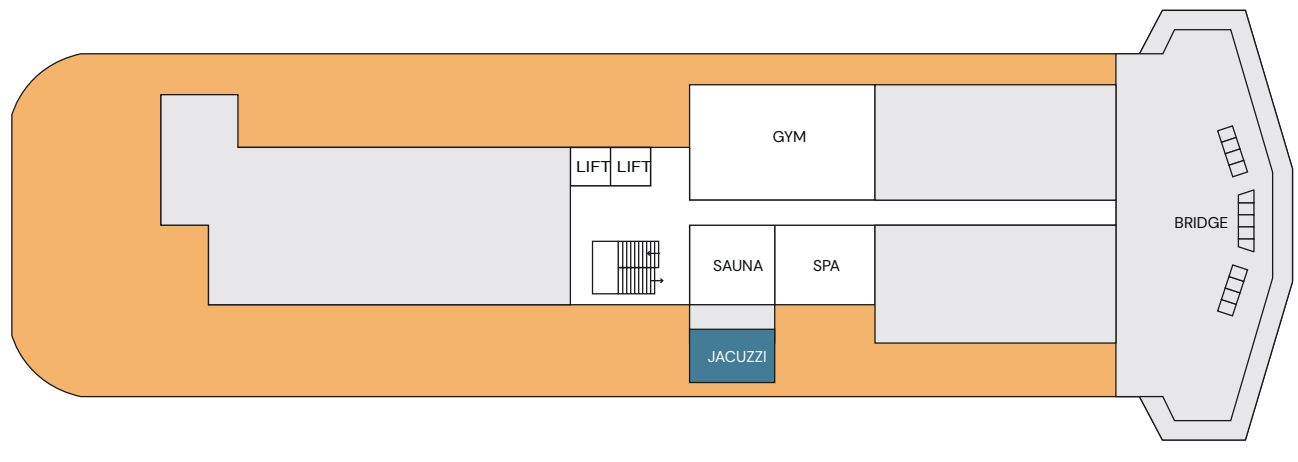 GYM
LIFT LIFT
BRIDGE
SAUNA SPA
JACUZZI